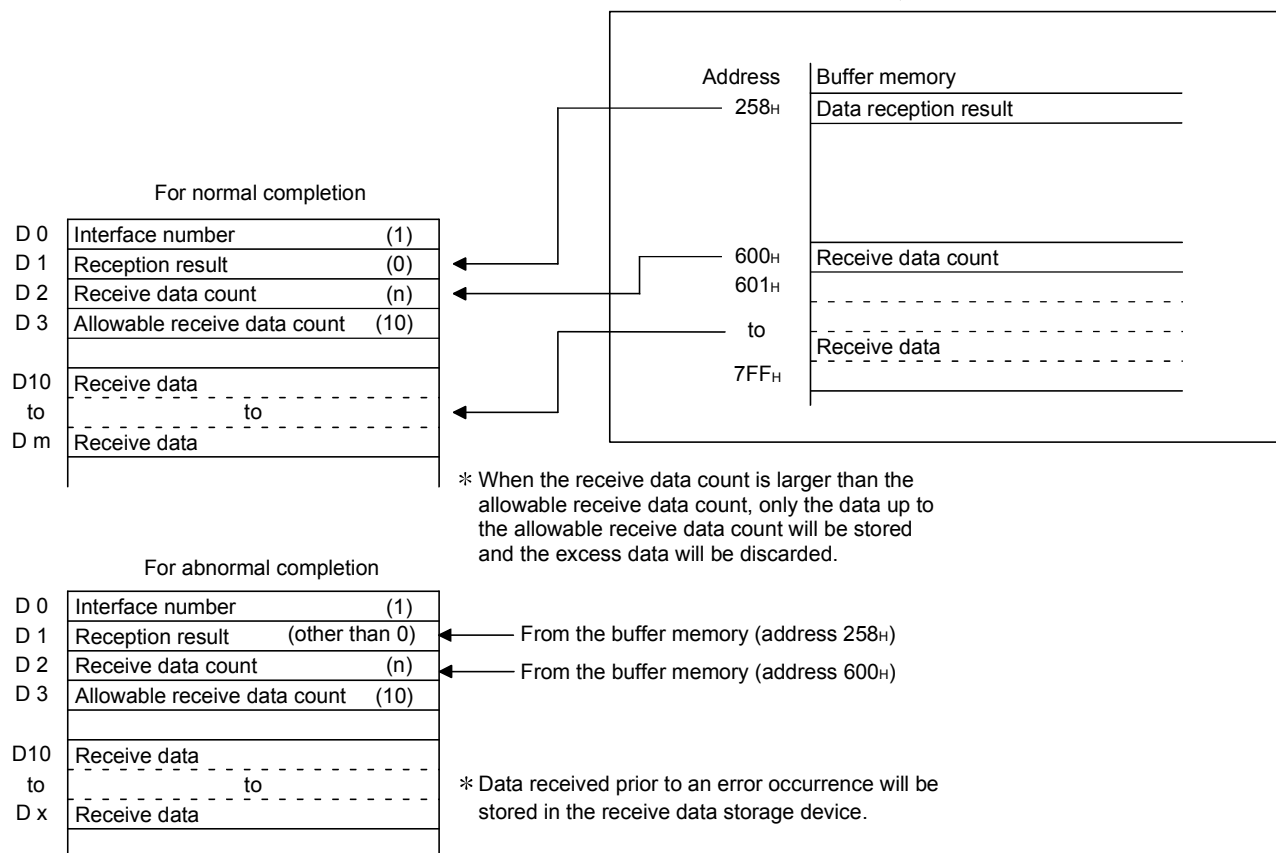 Address Buffer memory
258H Data reception result
For normal completion
D 0 Interface number (1)
D 1 Reception result (0)
D 2 Receive data count (n)
D 3 Allowable receive data count (10)
D10 Receive data
to to
D m Receive data
600H Receive data count
601H
to
Receive data
7FFH
* When the receive data count is larger than the
allowable receive data count, only the data up to
the allowable receive data count will be stored
and the excess data will be discarded.
For abnormal completion
D 0 Interface number (1)
D 1 Reception result (other than 0) From the buffer memory (address 258H)
D 2 Receive data count (n) From the buffer memory (address 600H)
D 3 Allowable receive data count (10)
D10 Receive data
to to
D x Receive data
* Data received prior to an error occurrence will be
stored in the receive data storage device.